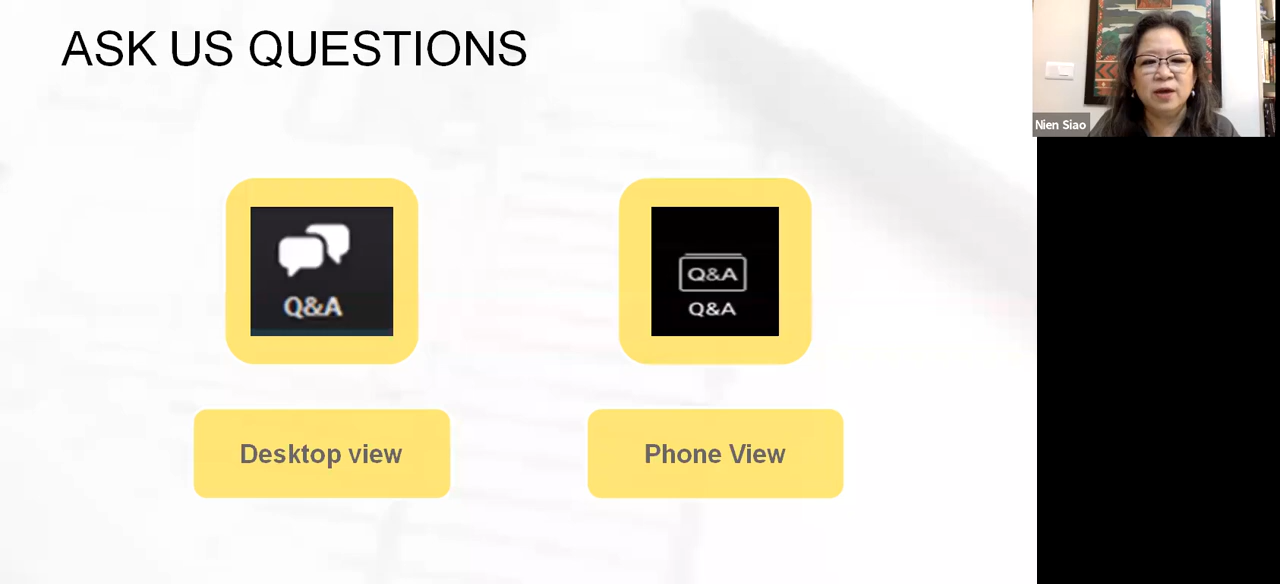 ASK US QUESTIONS
Nien Siao
Q&A
Q&A
Q&A
Desktop view
Phone View